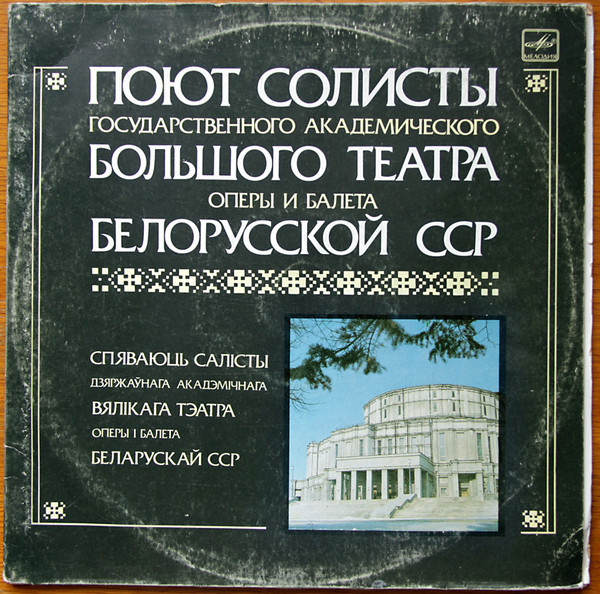 МЕЛОДИЯ
ПОЮТ СОЛИСТЫ
ГОСУДАРСТВЕННОГО АКАДЕМИЧЕСКОГО
БОЛЬШОГО ТЕАТРА
ОПЕРЫ И БАЛЕТА
БЕЛОРУССКОЙ ССР
СПЯВАЮЦЬ САЛІСТЫ
ДЗЯРЖАЎНАГА АКАДЭМІЧНАГА
ВЯЛІКАГА ТЭАТРА
ОПЕРЫ І БАЛЕТА
БЕЛАРУСКАЙ ССР